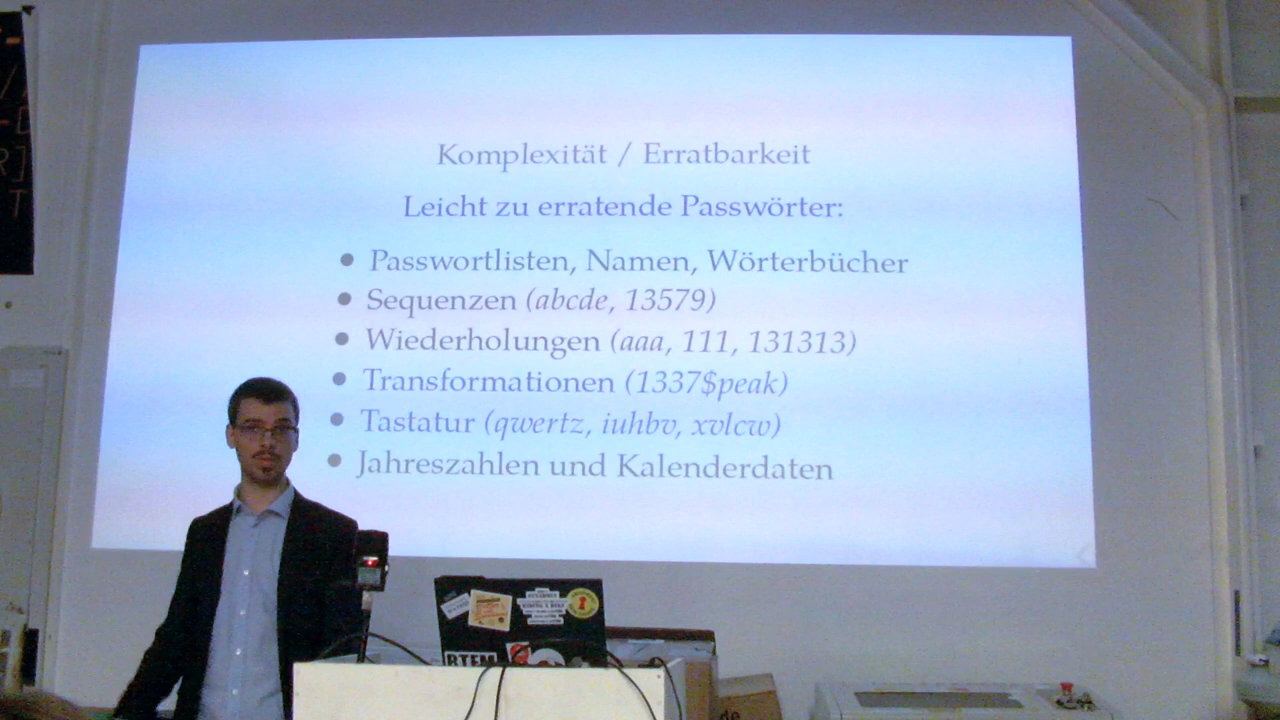 Komplexität / Erratbarkeit
Leicht zu erratende Passwörter:
• Passwortlisten, Namen, Wörterbücher
• Sequenzen (abcde, 13579)
• Wiederholungen (aaa, 111, 131313)
• Transformationen (1337$peak)
• Tastatur (qwertz, iuhbv, xvlcw)
• Jahreszahlen und Kalenderdaten
RTFM